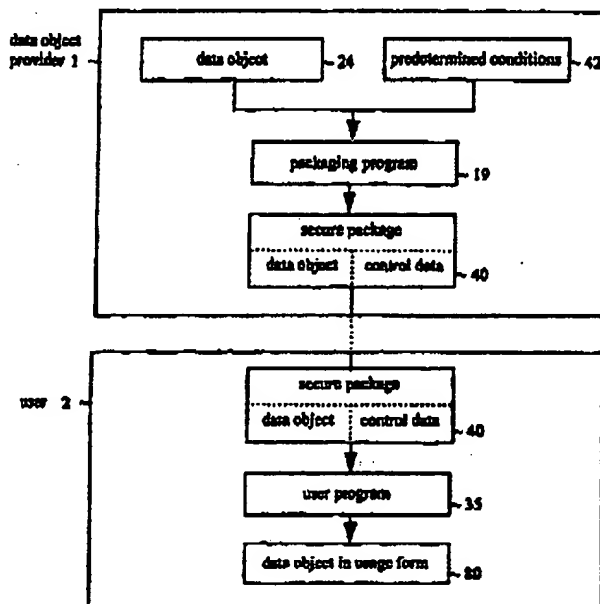 data object
provider 1
data object
24
predetermined conditions
42
packaging program
19
secure package
data object
control data
40
user 2
secure package
data object
control data
40
user program
35
data object in usage form
80